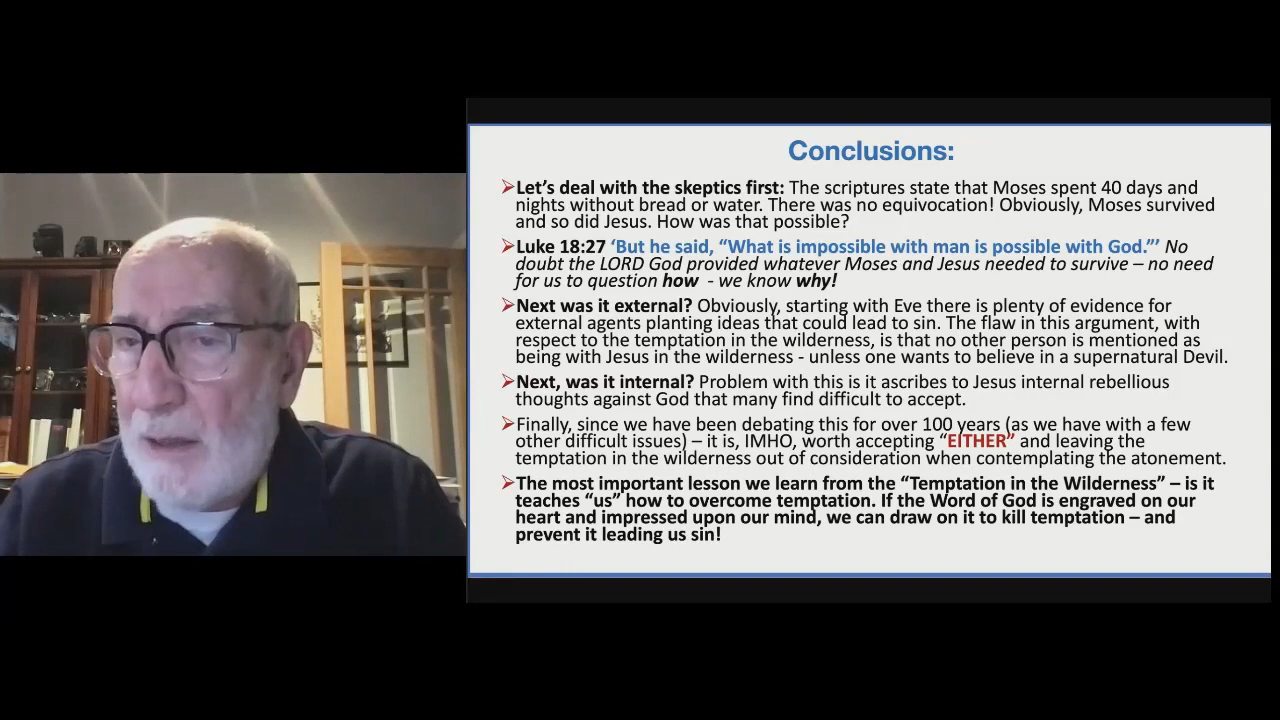 Conclusions:
➢Let's deal with the skeptics first: The scriptures state that Moses spent 40 days and
nights without bread or water. There was no equivocation! Obviously, Moses survived
and so did Jesus. How was that possible?
➢Luke 18:27 ‘But he said, “What is impossible with man is possible with God.”’ No
doubt the LORD God provided whatever Moses and Jesus needed to survive – no need
for us to question how - we know why!
➢Next was it external? Obviously, starting with Eve there is plenty of evidence for
external agents planting ideas that could lead to sin. The flaw in this argument, with
respect to the temptation in the wilderness, is that no other person is mentioned as
being with Jesus in the wilderness - unless one wants to believe in a supernatural Devil.
➢Next, was it internal? Problem with this is it ascribes to Jesus internal rebellious
thoughts against God that many find difficult to accept.
➢Finally, since we have been debating this for over 100 years (as we have with a few
other difficult issues) – it is, IMHO, worth accepting “EITHER” and leaving the
temptation in the wilderness out of consideration when contemplating the atonement.
➢The most important lesson we learn from the “Temptation in the Wilderness” – is it
teaches “us” how to overcome temptation. If the Word of God is engraved on our
heart and impressed upon our mind, we can draw on it to kill temptation – and
prevent it leading us sin!